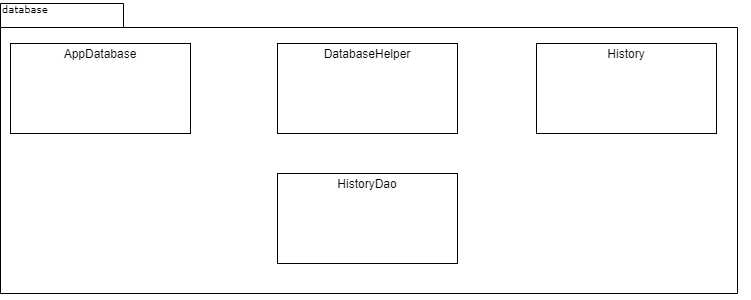 database
AppDatabase
DatabaseHelper
History
HistoryDao